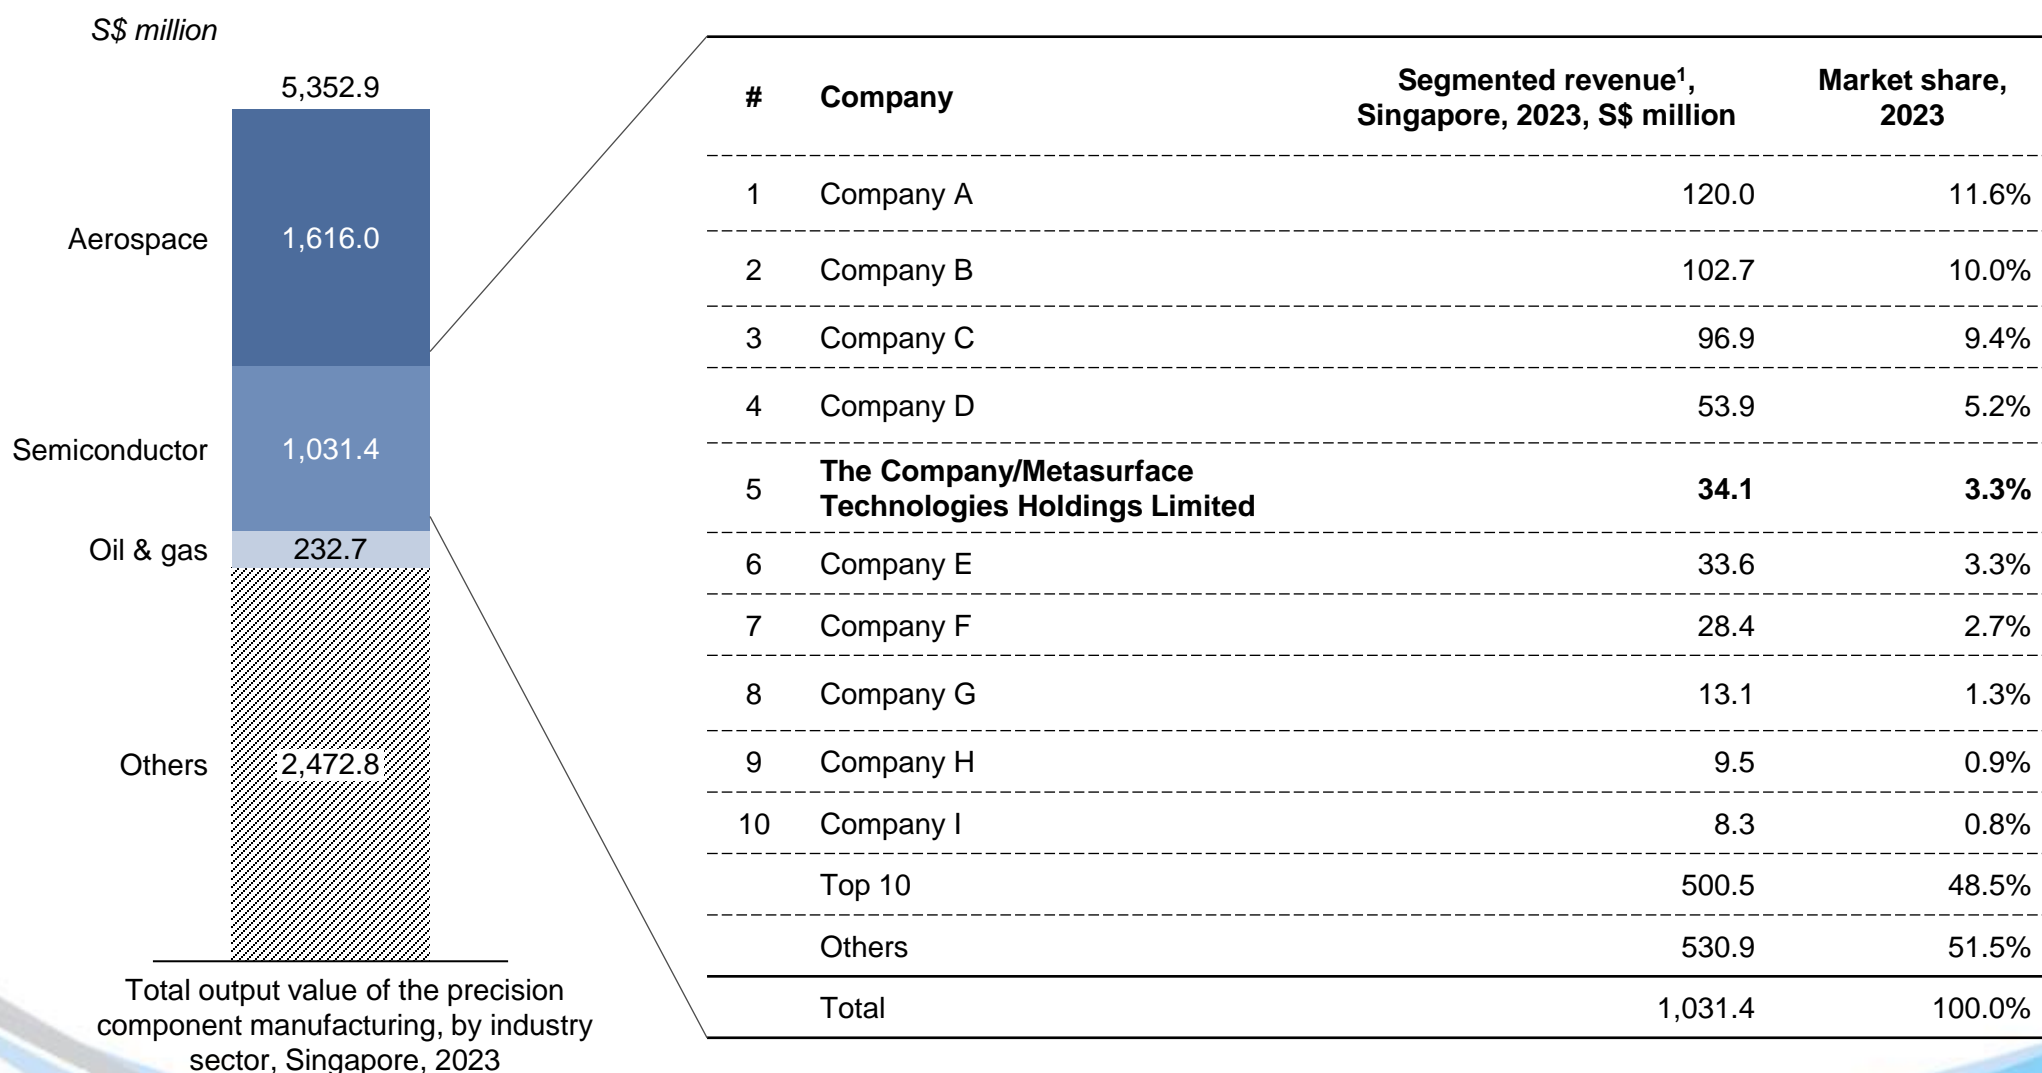 S$ million
5,352.9
Aerospace 1,616.0
Semiconductor 1,031.4
Oil & gas 232.7
Others 2,472.8
Total output value of the precision
component manufacturing, by industry
sector, Singapore, 2023
# Company Segmented revenue¹, Singapore, 2023, S$ million Market share, 2023
1 Company A 120.0 11.6%
2 Company B 102.7 10.0%
3 Company C 96.9 9.4%
4 Company D 53.9 5.2%
5 The Company/Metasurface Technologies Holdings Limited 34.1 3.3%
6 Company E 33.6 3.3%
7 Company F 28.4 2.7%
8 Company G 13.1 1.3%
9 Company H 9.5 0.9%
10 Company I 8.3 0.8%
Top 10 500.5 48.5%
Others 530.9 51.5%
Total 1,031.4 100.0%